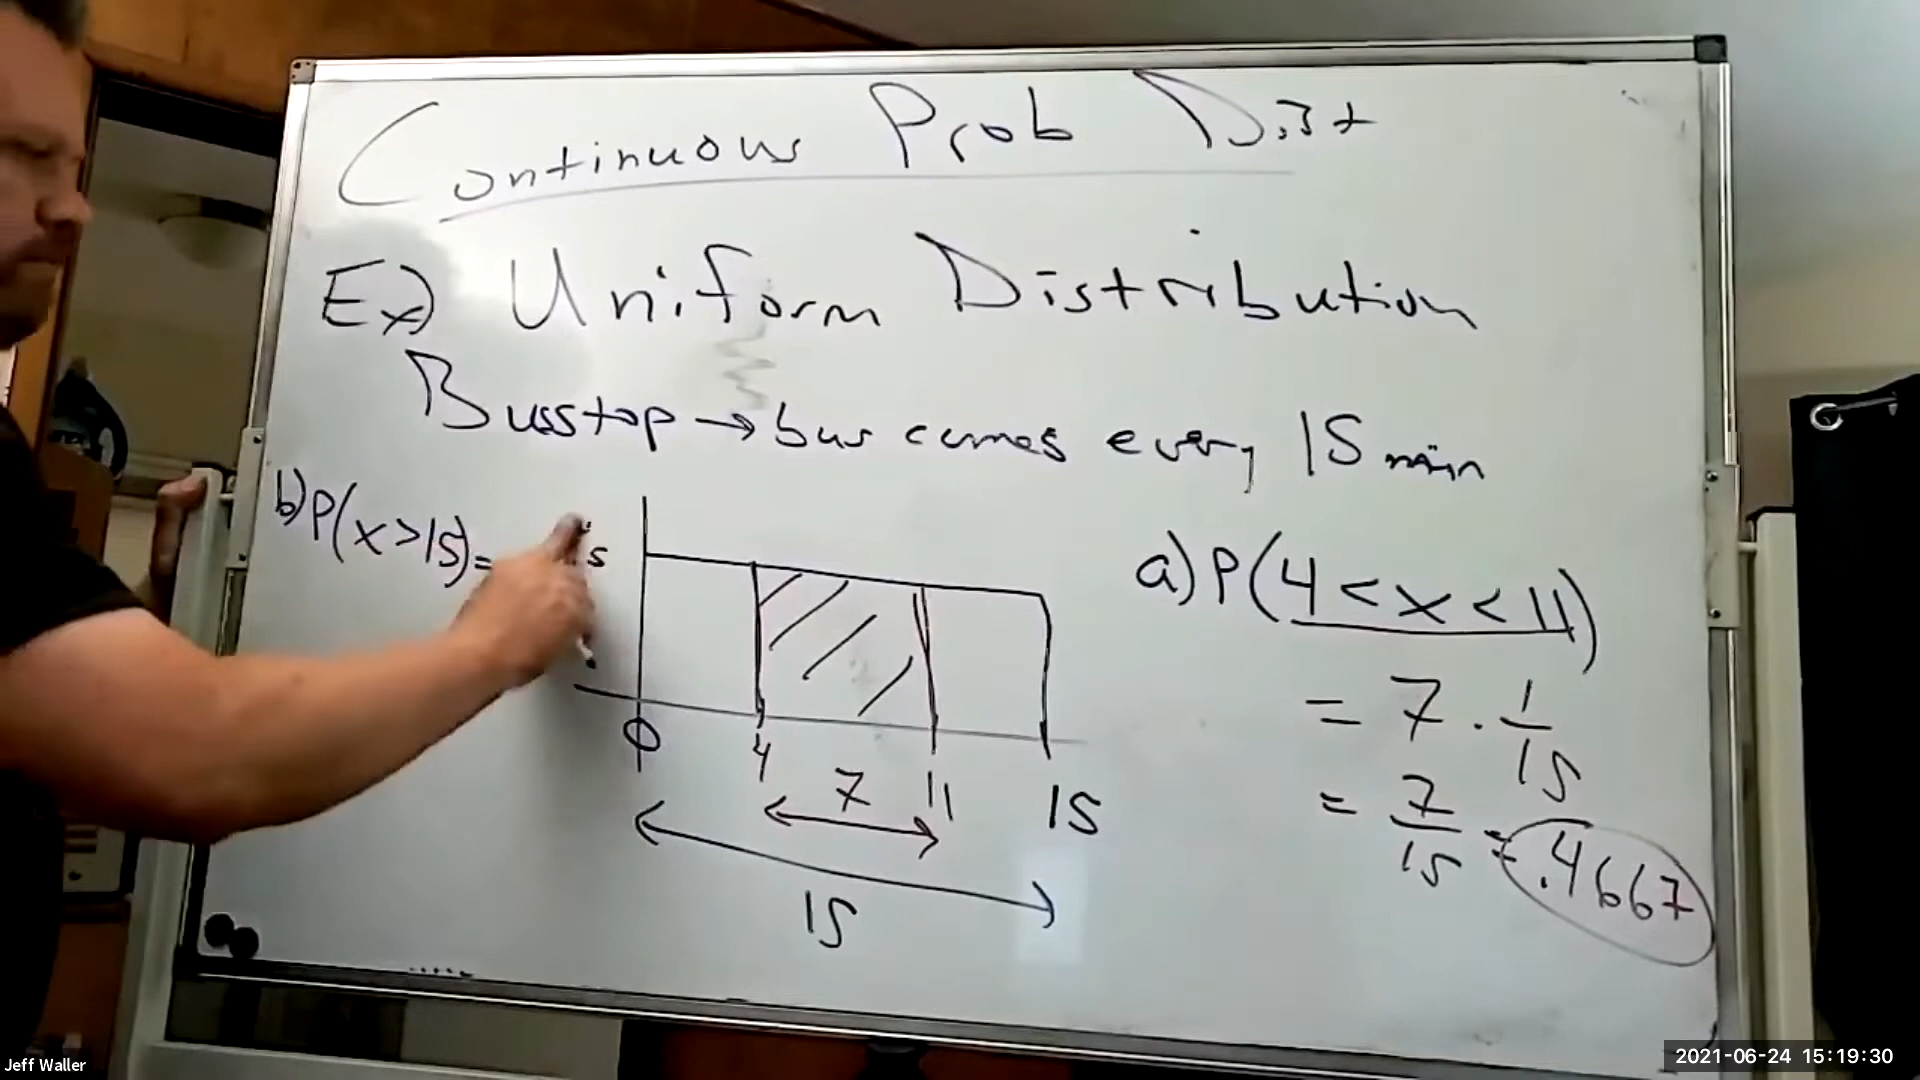 Continuous Prob Dist
Ex) Uniform Distribution
Busstop → bus comes every 15 min
b) P(x>15)=
a) P(4<x<11)
= 7 · 1/15
= 7/15 = .4667
0
4
11
15
7
15
Jeff Waller
2021-06-24 15:19:30